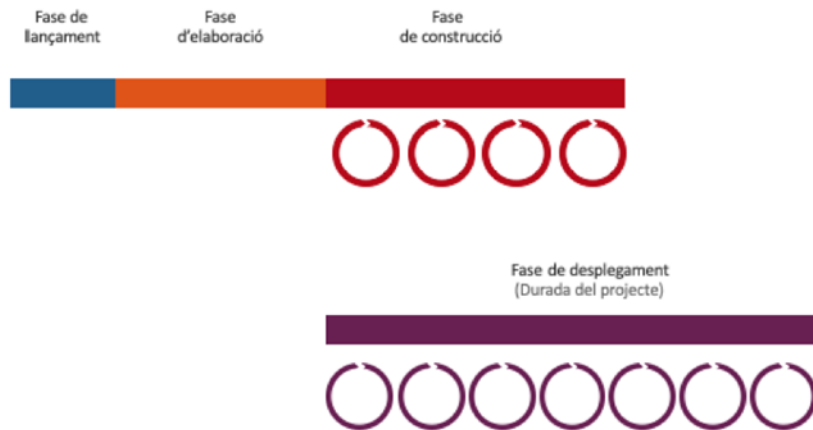 Fase de
llançament
Fase
d'elaboració
Fase
de construcció
Fase de desplegament
(Durada del projecte)